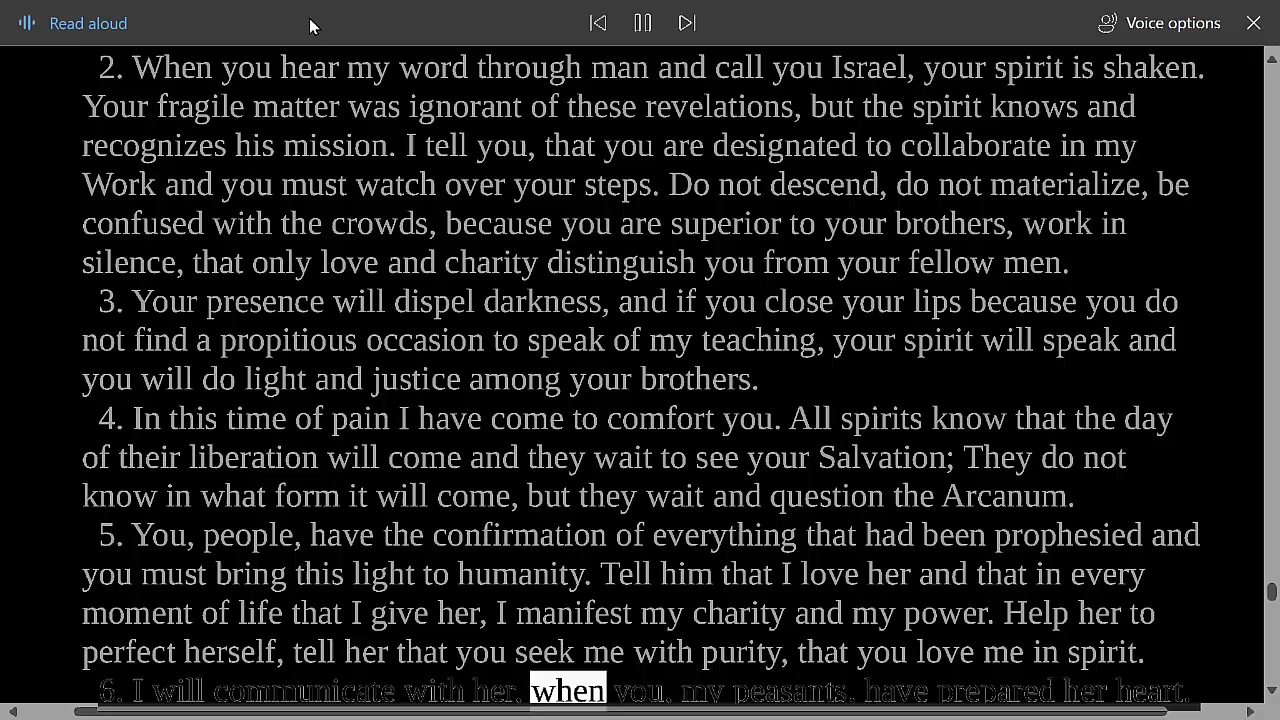 Read aloud
Voice options
2. When you hear my word through man and call you Israel, your spirit is shaken.
Your fragile matter was ignorant of these revelations, but the spirit knows and
recognizes his mission. I tell you, that you are designated to collaborate in my
Work and you must watch over your steps. Do not descend, do not materialize, be
confused with the crowds, because you are superior to your brothers, work in
silence, that only love and charity distinguish you from your fellow men.
3. Your presence will dispel darkness, and if you close your lips because you do
not find a propitious occasion to speak of my teaching, your spirit will speak and
you will do light and justice among your brothers.
4. In this time of pain I have come to comfort you. All spirits know that the day
of their liberation will come and they wait to see your Salvation; They do not
know in what form it will come, but they wait and question the Arcanum.
5. You, people, have the confirmation of everything that had been prophesied and
you must bring this light to humanity. Tell him that I love her and that in every
moment of life that I give her, I manifest my charity and my power. Help her to
perfect herself, tell her that you seek me with purity, that you love me in spirit.
6. I will communicate with her, when you, my peasants, have prepared her heart.